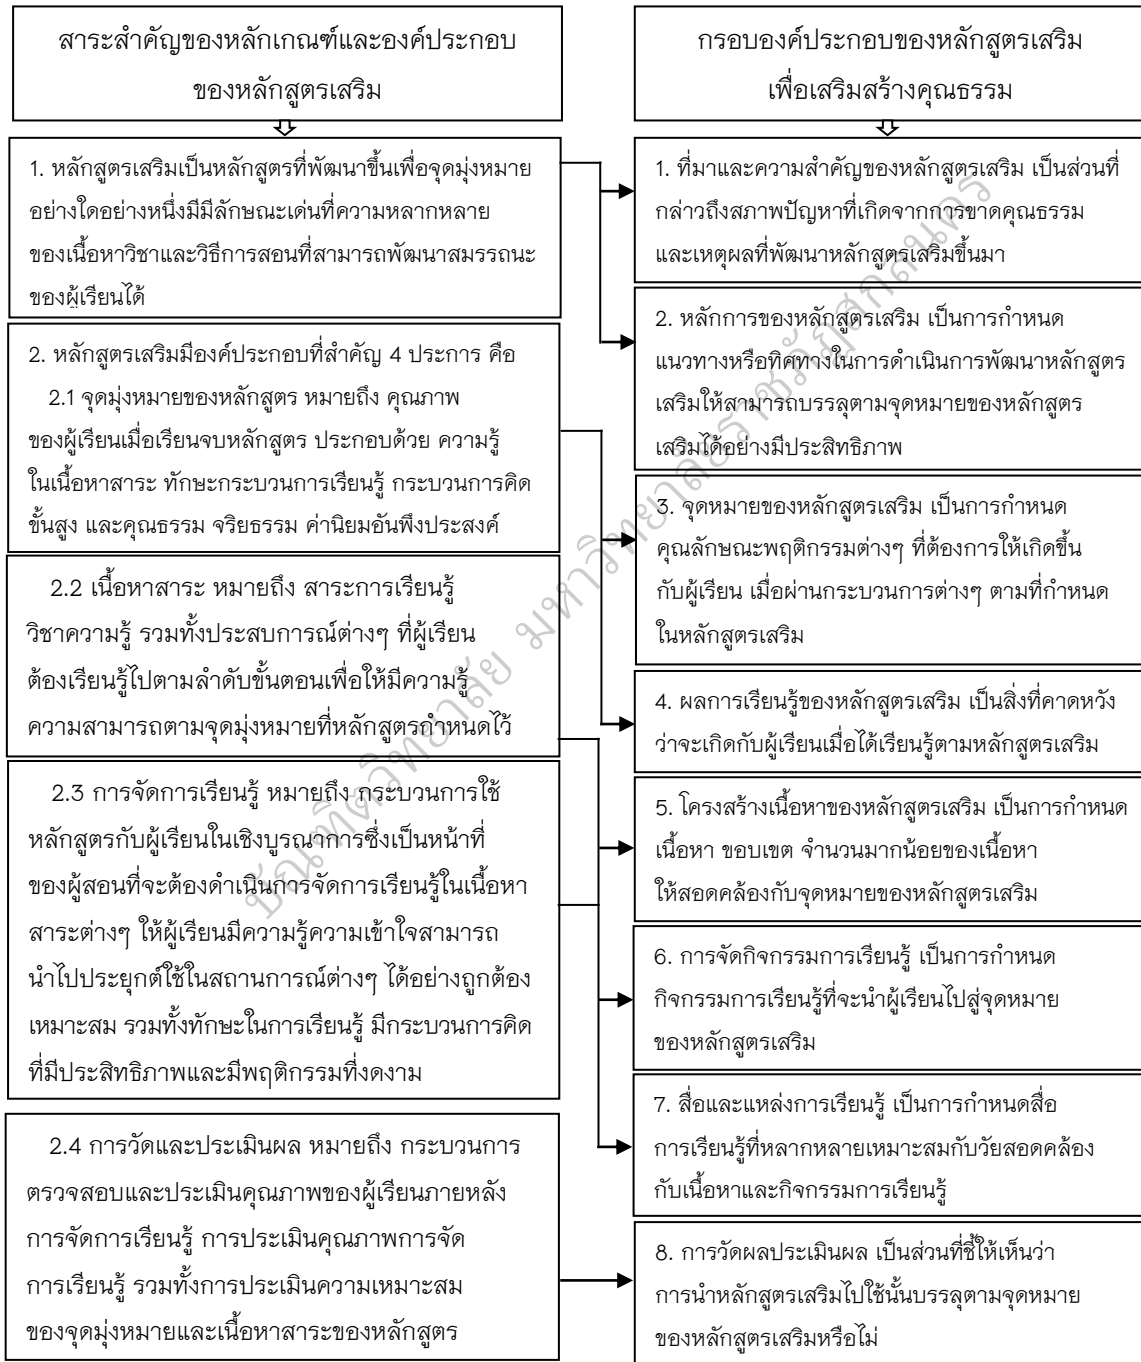 สาระสำคัญของหลักเกณฑ์และองค์ประกอบ
ของหลักสูตรเสริม
1. หลักสูตรเสริมเป็นหลักสูตรที่พัฒนาขึ้นเพื่อจุดมุ่งหมาย
อย่างใดอย่างหนึ่งมีมีลักษณะเด่นที่ความหลากหลาย
ของเนื้อหาวิชาและวิธีการสอนที่สามารถพัฒนาสมรรถนะ
ของผู้เรียนได้
2. หลักสูตรเสริมมีองค์ประกอบที่สำคัญ 4 ประการ คือ
2.1 จุดมุ่งหมายของหลักสูตร หมายถึง คุณภาพ
ของผู้เรียนเมื่อเรียนจบหลักสูตร ประกอบด้วย ความรู้
ในเนื้อหาสาระ ทักษะกระบวนการเรียนรู้ กระบวนการคิด
ขั้นสูง และคุณธรรม จริยธรรม ค่านิยมอันพึงประสงค์
2.2 เนื้อหาสาระ หมายถึง สาระการเรียนรู้
วิชาความรู้ รวมทั้งประสบการณ์ต่างๆ ที่ผู้เรียน
ต้องเรียนรู้ไปตามลำดับขั้นตอนเพื่อให้มีความรู้
ความสามารถตามจุดมุ่งหมายที่หลักสูตรกำหนดไว้
2.3 การจัดการเรียนรู้ หมายถึง กระบวนการใช้
หลักสูตรกับผู้เรียนในเชิงบูรณาการซึ่งเป็นหน้าที่
ของผู้สอนที่จะต้องดำเนินการจัดการเรียนรู้ในเนื้อหา
สาระต่างๆ ให้ผู้เรียนมีความรู้ความเข้าใจสามารถ
นำไปประยุกต์ใช้ในสถานการณ์ต่างๆ ได้อย่างถูกต้อง
เหมาะสม รวมทั้งทักษะในการเรียนรู้ มีกระบวนการคิด
ที่มีประสิทธิภาพและมีพฤติกรรมที่งดงาม
2.4 การวัดและประเมินผล หมายถึง กระบวนการ
ตรวจสอบและประเมินคุณภาพของผู้เรียนภายหลัง
การจัดการเรียนรู้ การประเมินคุณภาพการจัด
การเรียนรู้ รวมทั้งการประเมินความเหมาะสม
ของจุดมุ่งหมายและเนื้อหาสาระของหลักสูตร
กรอบองค์ประกอบของหลักสูตรเสริม
เพื่อเสริมสร้างคุณธรรม
1. ที่มาและความสำคัญของหลักสูตรเสริม เป็นส่วนที่
กล่าวถึงสภาพปัญหาที่เกิดจากการขาดคุณธรรม
และเหตุผลที่พัฒนาหลักสูตรเสริมขึ้นมา
2. หลักการของหลักสูตรเสริม เป็นการกำหนด
แนวทางหรือทิศทางในการดำเนินการพัฒนาหลักสูตร
เสริมให้สามารถบรรลุตามจุดหมายของหลักสูตร
เสริมได้อย่างมีประสิทธิภาพ
3. จุดหมายของหลักสูตรเสริม เป็นการกำหนด
คุณลักษณะพฤติกรรมต่างๆ ที่ต้องการให้เกิดขึ้น
กับผู้เรียน เมื่อผ่านกระบวนการต่างๆ ตามที่กำหนด
ในหลักสูตรเสริม
4. ผลการเรียนรู้ของหลักสูตรเสริม เป็นสิ่งที่คาดหวัง
ว่าจะเกิดกับผู้เรียนเมื่อได้เรียนรู้ตามหลักสูตรเสริม
5. โครงสร้างเนื้อหาของหลักสูตรเสริม เป็นการกำหนด
เนื้อหา ขอบเขต จำนวนมากน้อยของเนื้อหา
ให้สอดคล้องกับจุดหมายของหลักสูตรเสริม
6. การจัดกิจกรรมการเรียนรู้ เป็นการกำหนด
กิจกรรมการเรียนรู้ที่จะนำผู้เรียนไปสู่จุดหมาย
ของหลักสูตรเสริม
7. สื่อและแหล่งการเรียนรู้ เป็นการกำหนดสื่อ
การเรียนรู้ที่หลากหลายเหมาะสมกับวัยสอดคล้อง
กับเนื้อหาและกิจกรรมการเรียนรู้
8. การวัดผลประเมินผล เป็นส่วนที่ชี้ให้เห็นว่า
การนำหลักสูตรเสริมไปใช้นั้นบรรลุตามจุดหมาย
ของหลักสูตรเสริมหรือไม่
บัณฑิตวิทยาลัย มหาวิทยาลัยราชภัฏสกลนคร